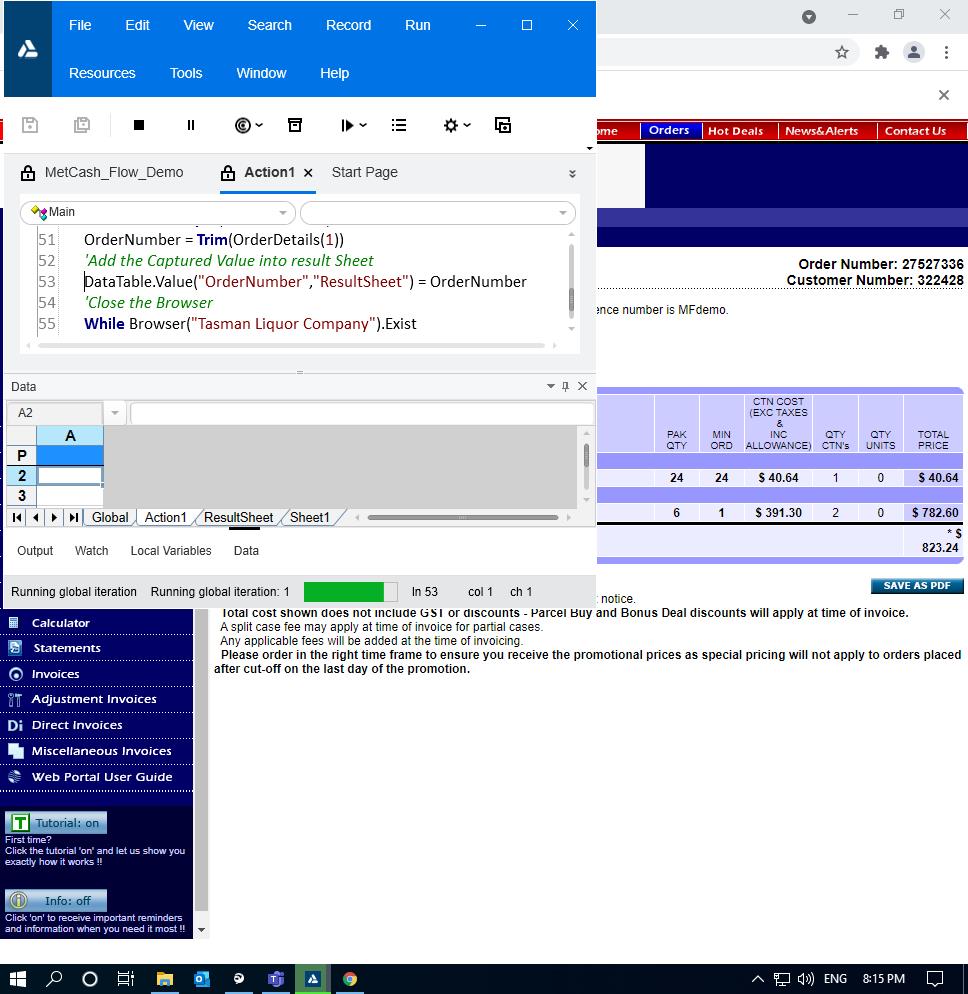 File Edit View Search Record Run
Resources Tools Window Help
MetCash_Flow_Demo Action1 Start Page
Main
51 OrderNumber = Trim(OrderDetails(1))
52 'Add the Captured Value into result Sheet
53 DataTable.Value("OrderNumber","ResultSheet") = OrderNumber
54 'Close the Browser
55 While Browser("Tasman Liquor Company").Exist
Data
A2
A
P
2
3
Global Action1 ResultSheet Sheet1
Output Watch Local Variables Data
Running global iteration Running global iteration: 1 ln 53 col 1 ch 1
Orders Hot Deals News&Alerts Contact Us
Order Number: 27527336
Customer Number: 322428
number is MFdemo.
PAK QTY
MIN ORD
CTN COST (EXC TAXES & INC ALLOWANCE)
QTY CTN's
QTY UNITS
TOTAL PRICE
24 24 $ 40.64 1 0 $ 40.64
6 1 $ 391.30 2 0 $ 782.60
* $
823.24
SAVE AS PDF
notice.
Total cost shown does not include GST or discounts - Parcel Buy and Bonus Deal discounts will apply at time of invoice.
A split case fee may apply at time of invoice for partial cases.
Any applicable fees will be added at the time of invoicing.
Please order in the right time frame to ensure you receive the promotional prices as special pricing will not apply to orders placed
after cut-off on the last day of the promotion.
Calculator
Statements
Invoices
Adjustment Invoices
Di Direct Invoices
Miscellaneous Invoices
Web Portal User Guide
T Tutorial: on
First time?
Click the tutorial 'on' and let us show you
exactly how it works !!
Info: off
Click 'on' to receive important reminders
and information when you need it most !!
ENG 8:15 PM